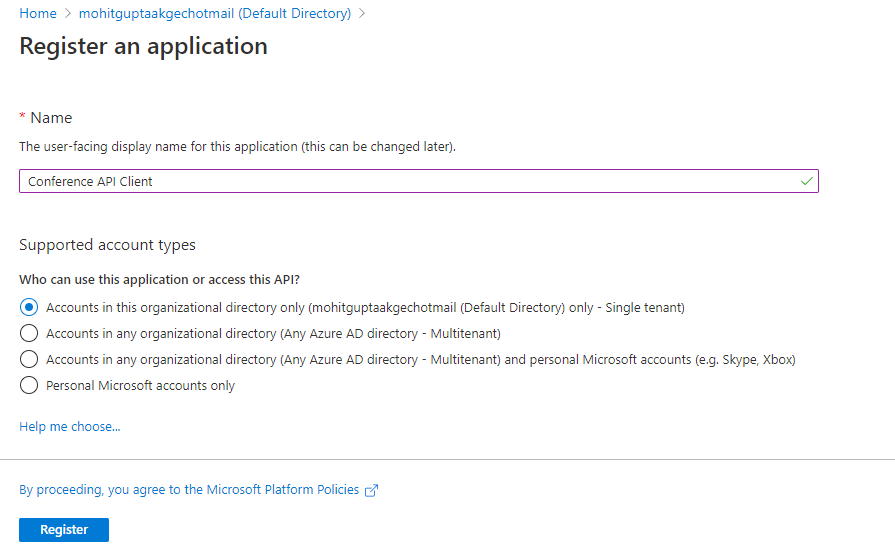 Home > mohitguptaakgechotmail (Default Directory) >
Register an application
* Name
The user-facing display name for this application (this can be changed later).
Conference API Client
Supported account types
Who can use this application or access this API?
Accounts in this organizational directory only (mohitguptaakgechotmail (Default Directory) only - Single tenant)
Accounts in any organizational directory (Any Azure AD directory - Multitenant)
Accounts in any organizational directory (Any Azure AD directory - Multitenant) and personal Microsoft accounts (e.g. Skype, Xbox)
Personal Microsoft accounts only
Help me choose...
By proceeding, you agree to the Microsoft Platform Policies
Register